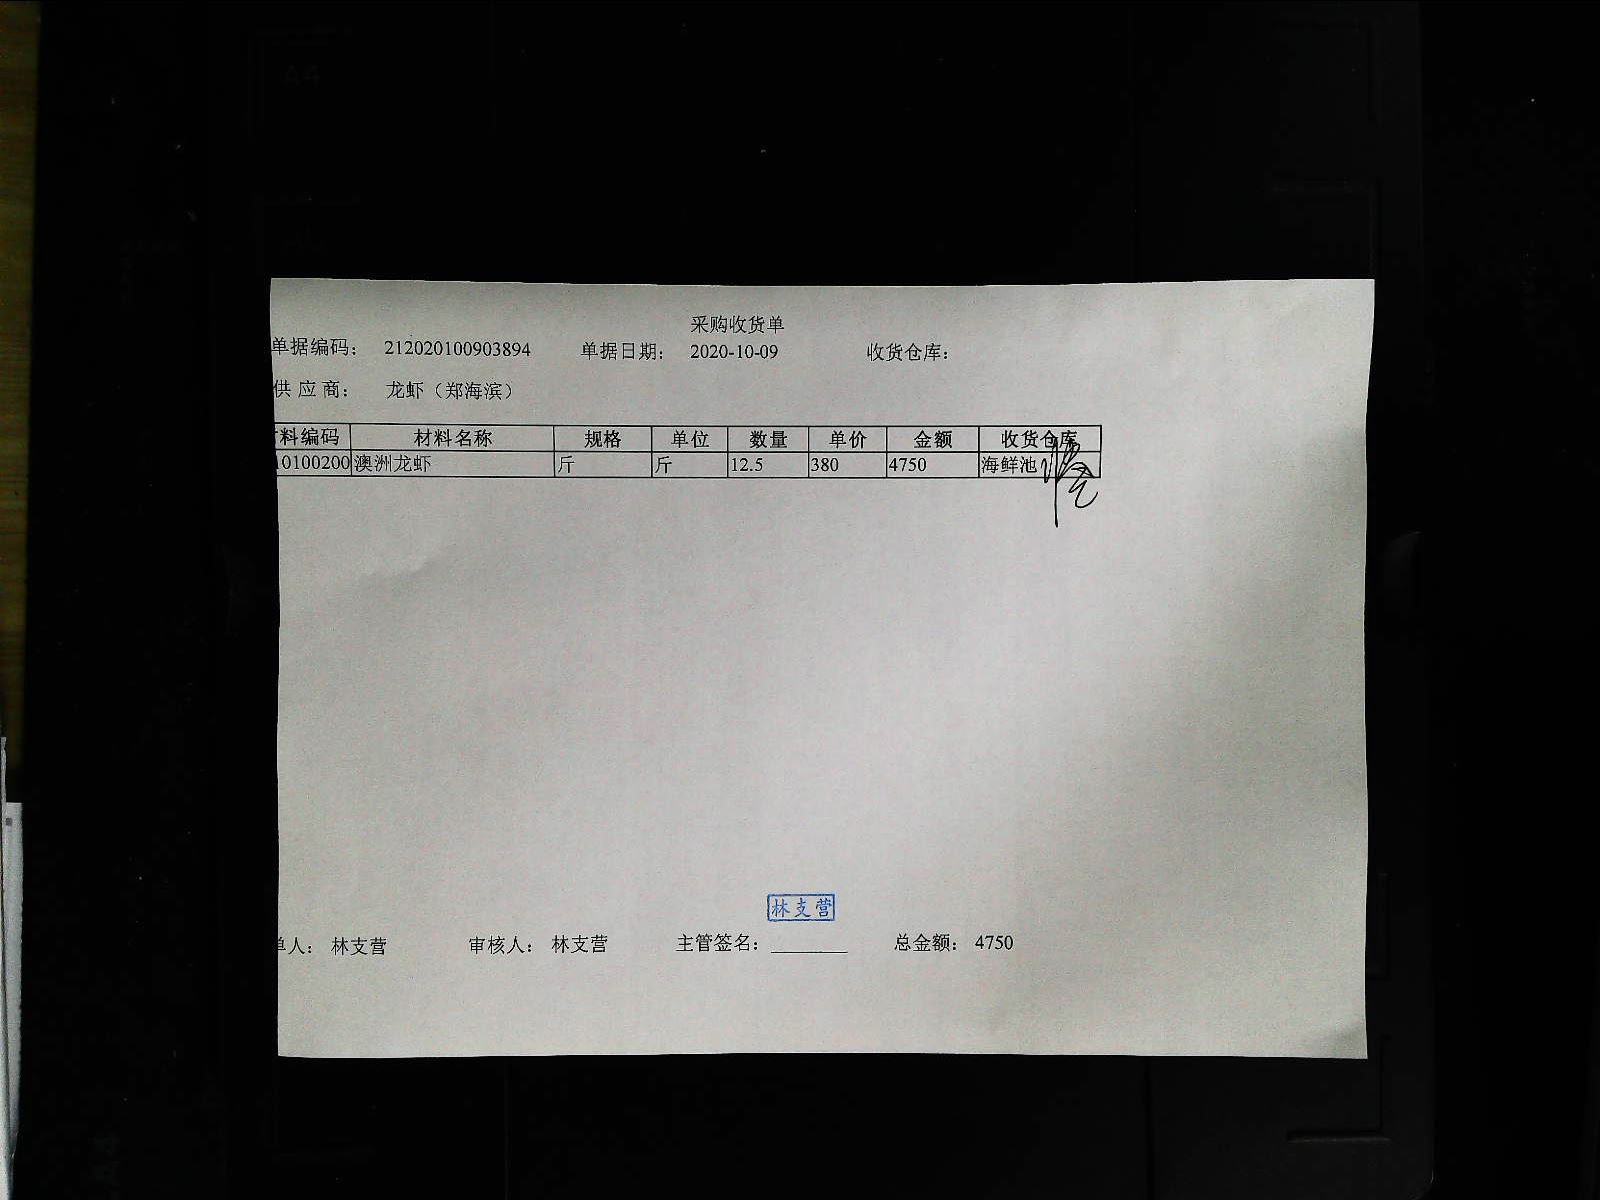 采购收货单
单据编码： 212020100903894 单据日期： 2020-10-09 收货仓库：
供 应 商： 龙虾（郑海滨）
料编码 材料名称 规格 单位 数量 单价 金额 收货仓库
10100200 澳洲龙虾 斤 斤 12.5 380 4750 海鲜池
林支营
单人： 林支营 审核人： 林支营 主管签名： 总金额： 4750